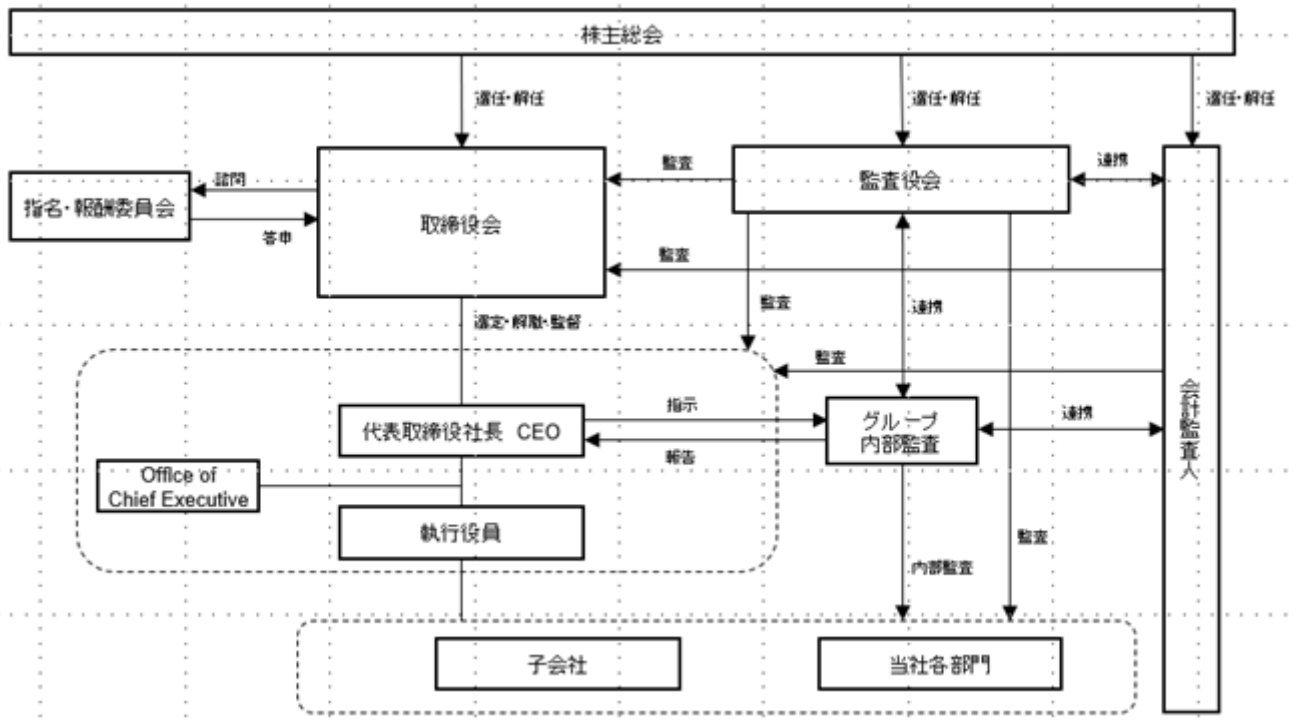 株主総会
選任・解任
選任・解任
選任・解任
監査
監査役会
連携
諮問
指名・報酬委員会
取締役会
答申
監査
選定・解職・監督
監査
連携
監査
代表取締役社長 CEO
指示
報告
グループ
内部監査
連携
会計監査人
Office of
Chief Executive
執行役員
監査
内部監査
子会社
当社各部門